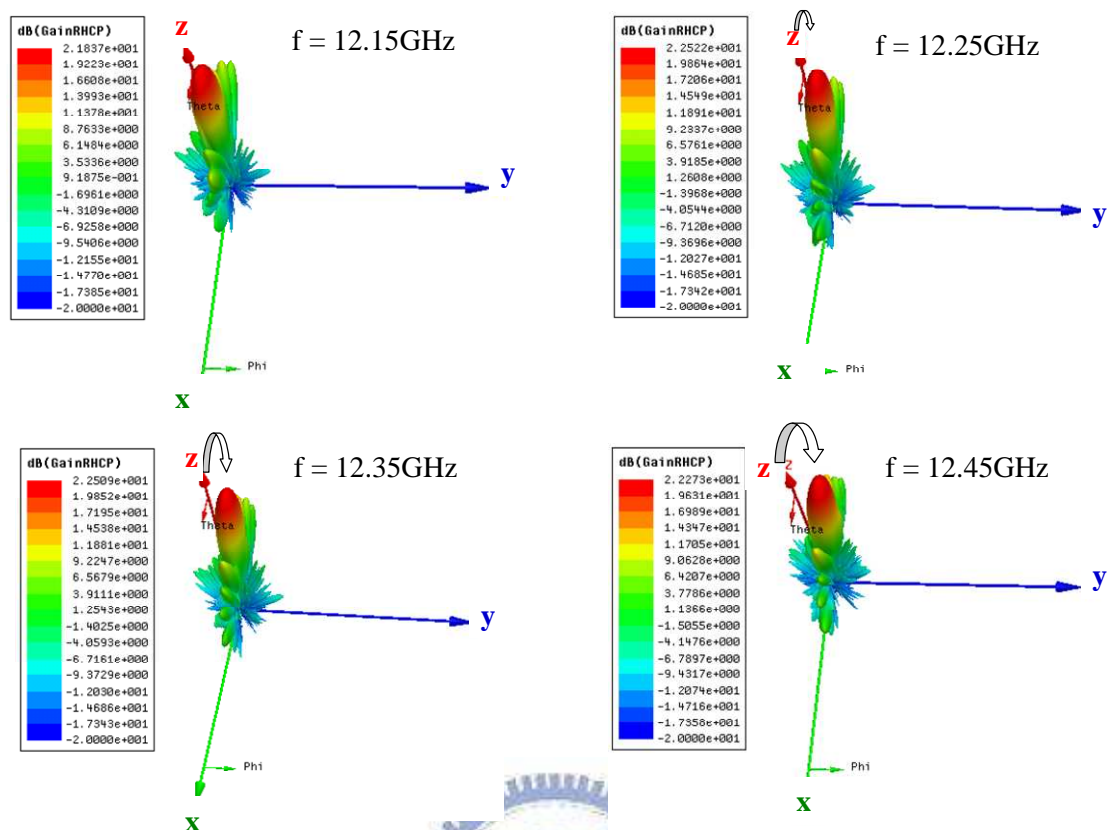 dB(GainRHCP)
2.1837e+001
1.9223e+001
1.6608e+001
1.3993e+001
1.1378e+001
8.7633e+000
6.1484e+000
3.5336e+000
9.1875e-001
-1.6961e+000
-4.3109e+000
-6.9258e+000
-9.5406e+000
-1.2155e+001
-1.4770e+001
-1.7385e+001
-2.0000e+001
z
f = 12.15GHz
Theta
y
Phi
x
dB(GainRHCP)
2.2522e+001
1.9864e+001
1.7206e+001
1.4549e+001
1.1891e+001
9.2337e+000
6.5761e+000
3.9185e+000
1.2608e+000
-1.3968e+000
-4.0544e+000
-6.7120e+000
-9.3696e+000
-1.2027e+001
-1.4685e+001
-1.7342e+001
-2.0000e+001
z
f = 12.25GHz
Theta
y
Phi
x
dB(GainRHCP)
2.2509e+001
1.9852e+001
1.7195e+001
1.4538e+001
1.1881e+001
9.2247e+000
6.5679e+000
3.9111e+000
1.2543e+000
-1.4025e+000
-4.0593e+000
-6.7161e+000
-9.3729e+000
-1.2030e+001
-1.4686e+001
-1.7343e+001
-2.0000e+001
z
f = 12.35GHz
Theta
y
Phi
x
dB(GainRHCP)
2.2273e+001
1.9631e+001
1.6989e+001
1.4347e+001
1.1705e+001
9.0628e+000
6.4207e+000
3.7786e+000
1.1366e+000
-1.5055e+000
-4.1476e+000
-6.7897e+000
-9.4317e+000
-1.2074e+001
-1.4716e+001
-1.7358e+001
-2.0000e+001
z
z
f = 12.45GHz
Theta
y
Phi
x